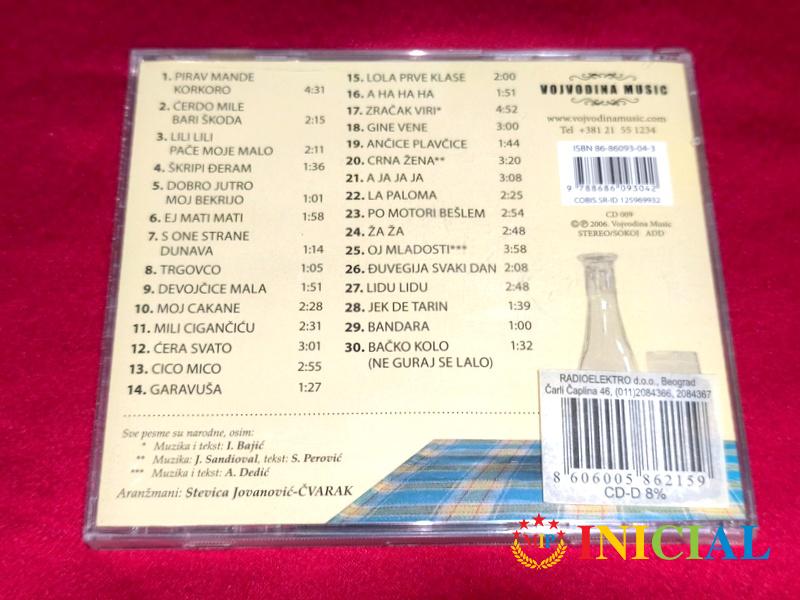 1. PIRAV MANDE
KORKORO 4:31
2. ĆERDO MILE
BARI ŠKODA 2:15
3. LILI LILI
PAČE MOJE MALO 2:11
4. ŠKRIPI ĐERAM 1:36
5. DOBRO JUTRO
MOJ BEKRIJO 1:01
6. EJ MATI MATI 1:58
7. S ONE STRANE
DUNAVA 1:14
8. TRGOVCO 1:05
9. DEVOJČICE MALA 1:51
10. MOJ CAKANE 2:28
11. MILI CIGANČIĆU 2:31
12. ĆERA SVATO 3:01
13. CICO MICO 2:55
14. GARAVUŠA 1:27
15. LOLA PRVE KLASE 2:00
16. A HA HA HA 1:51
17. ZRAČAK VIRI* 4:52
18. GINE VENE 3:00
19. ANČICE PLAVČICE 1:44
20. CRNA ŽENA** 3:20
21. A JA JA JA 3:08
22. LA PALOMA 2:25
23. PO MOTORI BEŠLEM 2:54
24. ŽA ŽA 2:48
25. OJ MLADOSTI*** 3:58
26. ĐUVEGIJA SVAKI DAN 2:08
27. LIDU LIDU 2:48
28. JEK DE TARIN 1:39
29. BANDARA 1:00
30. BAČKO KOLO 1:32
(NE GURAJ SE LALO)
VOJVODINA MUSIC
www.vojvodinamusic.com
Tel +381 21 55 1234
ISBN 86-86093-04-3
9 788686 093042
COBIS.SR-ID 125969932
CD 009
©℗ 2006. Vojvodina Music
STEREO/SOKOJ ADD
RADIOELEKTRO d.o.o., Beograd
Čarli Čaplina 46, (011)2084366, 2084367
8 606005 862159
CD-D 8%
Sve pesme su narodne, osim:
* Muzika i tekst: I. Bajić
** Muzika: J. Sandioval, tekst: S. Perović
*** Muzika i tekst: A. Dedić
Aranžmani: Stevica Jovanović-ČVARAK
VIP INICIAL